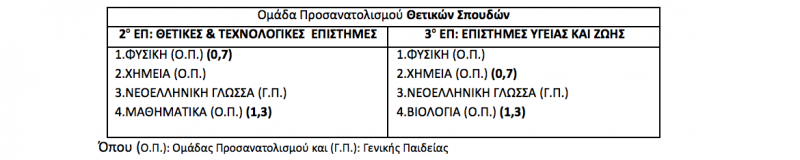 Ομάδα Προσανατολισμού Θετικών Σπουδών
2ο ΕΠ: ΘΕΤΙΚΕΣ & ΤΕΧΝΟΛΟΓΙΚΕΣ ΕΠΙΣΤΗΜΕΣ
3ο ΕΠ: ΕΠΙΣΤΗΜΕΣ ΥΓΕΙΑΣ ΚΑΙ ΖΩΗΣ
1.ΦΥΣΙΚΗ (Ο.Π.) (0,7)
2.ΧΗΜΕΙΑ (Ο.Π.)
3.ΝΕΟΕΛΛΗΝΙΚΗ ΓΛΩΣΣΑ (Γ.Π.)
4.ΜΑΘΗΜΑΤΙΚΑ (Ο.Π.) (1,3)
1.ΦΥΣΙΚΗ (Ο.Π.)
2.ΧΗΜΕΙΑ (Ο.Π.) (0,7)
3.ΝΕΟΕΛΛΗΝΙΚΗ ΓΛΩΣΣΑ (Γ.Π.)
4.ΒΙΟΛΟΓΙΑ (Ο.Π.) (1,3)
Όπου (Ο.Π.): Ομάδας Προσανατολισμού και (Γ.Π.): Γενικής Παιδείας